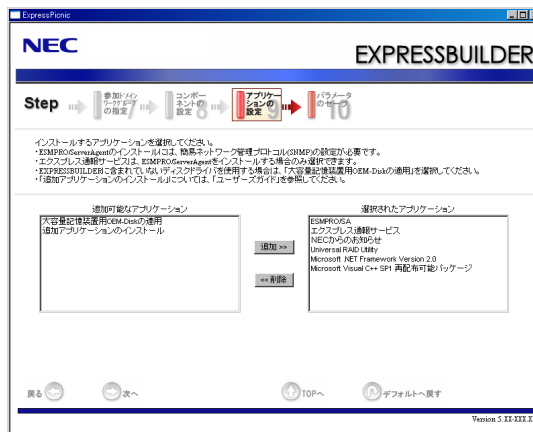 ExpressPicnic
NEC
EXPRESSBUILDER
Step
参加ドメイン
ワークグループ
の指定 7
コンポー
ネントの
設定 8
アプリケー
ションの
設定 9
パラメータ
のセーブ
10
インストールするアプリケーションを選択してください。
・ESMPRO/ServerAgentのインストールには、簡易ネットワーク管理プロトコル(SNMP)の設定が必要です。
・エクスプレス通報サービスは、ESMPRO/ServerAgentをインストールする場合のみ選択できます。
・EXPRESSBUILDERに含まれていないディスクドライバを使用する場合は、「大容量記憶装置用OEM-Diskの適用」を選択してください。
・「追加アプリケーションのインストール」については、「ユーザーズガイド」を参照してください。
追加可能なアプリケーション
選択されたアプリケーション
大容量記憶装置用OEM-Diskの適用
追加アプリケーションのインストール
追加 >>
<< 削除
ESMPRO/SA
エクスプレス通報サービス
NECからのお知らせ
Universal RAID Utility
Microsoft .NET Framework Version 2.0
Microsoft Visual C++ SP1 再配布可能パッケージ
戻る
次へ
TOPへ
デフォルトへ戻す
Version 5.XX-XXX.X